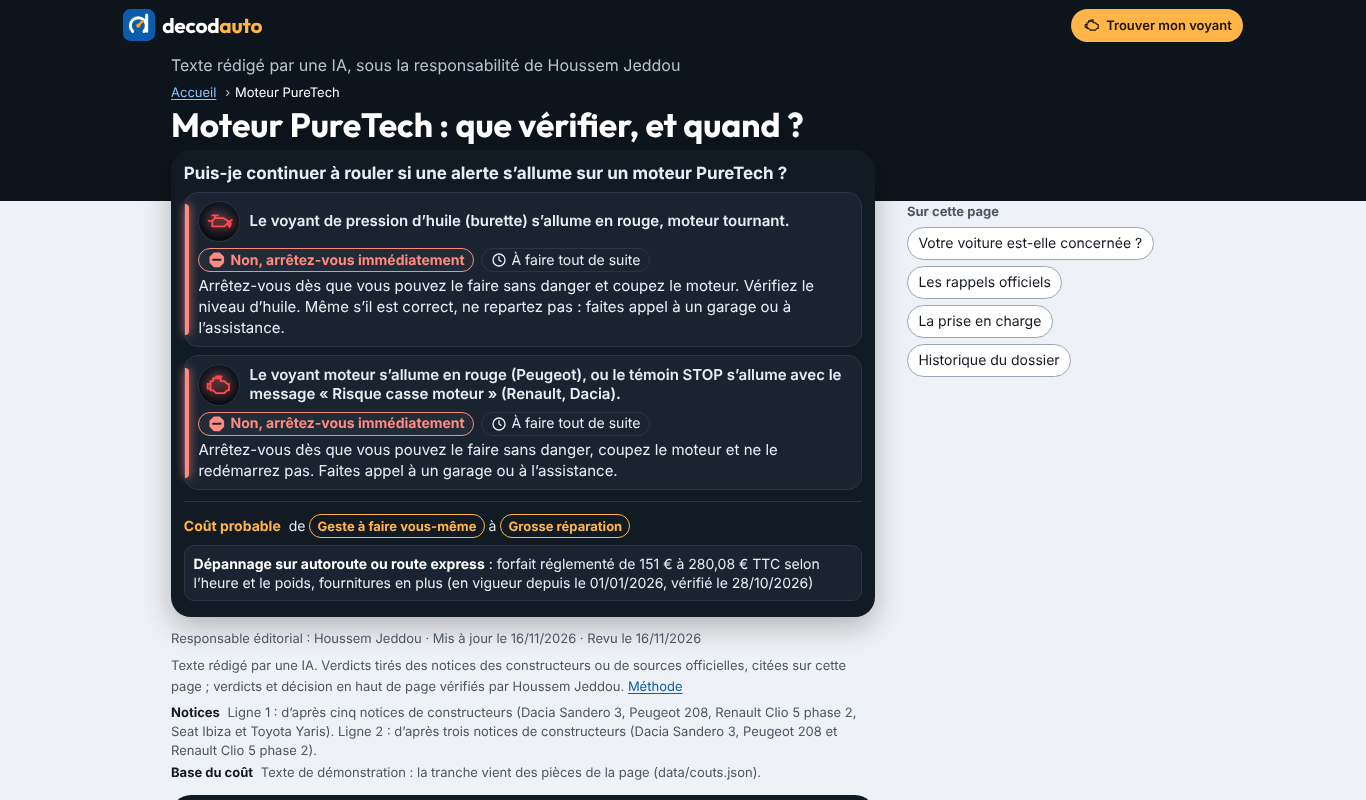 decodauto
Trouver mon voyant
Texte rédigé par une IA, sous la responsabilité de Houssem Jeddou
Accueil › Moteur PureTech
Moteur PureTech : que vérifier, et quand ?
Puis-je continuer à rouler si une alerte s’allume sur un moteur PureTech ?
Le voyant de pression d’huile (burette) s’allume en rouge, moteur tournant.
Non, arrêtez-vous immédiatement
À faire tout de suite
Arrêtez-vous dès que vous pouvez le faire sans danger et coupez le moteur. Vérifiez le
niveau d’huile. Même s’il est correct, ne repartez pas : faites appel à un garage ou à
l’assistance.
Le voyant moteur s’allume en rouge (Peugeot), ou le témoin STOP s’allume avec le
message « Risque casse moteur » (Renault, Dacia).
Non, arrêtez-vous immédiatement
À faire tout de suite
Arrêtez-vous dès que vous pouvez le faire sans danger, coupez le moteur et ne le
redémarrez pas. Faites appel à un garage ou à l’assistance.
Coût probable de Geste à faire vous-même à Grosse réparation
Dépannage sur autoroute ou route express : forfait réglementé de 151 € à 280,08 € TTC selon
l’heure et le poids, fournitures en plus (en vigueur depuis le 01/01/2026, vérifié le 28/10/2026)
Responsable éditorial : Houssem Jeddou · Mis à jour le 16/11/2026 · Revu le 16/11/2026
Texte rédigé par une IA. Verdicts tirés des notices des constructeurs ou de sources officielles, citées sur cette
page ; verdicts et décision en haut de page vérifiés par Houssem Jeddou. Méthode
Notices Ligne 1 : d’après cinq notices de constructeurs (Dacia Sandero 3, Peugeot 208, Renault Clio 5 phase 2,
Seat Ibiza et Toyota Yaris). Ligne 2 : d’après trois notices de constructeurs (Dacia Sandero 3, Peugeot 208 et
Renault Clio 5 phase 2).
Base du coût Texte de démonstration : la tranche vient des pièces de la page (data/couts.json).
Sur cette page
Votre voiture est-elle concernée ?
Les rappels officiels
La prise en charge
Historique du dossier